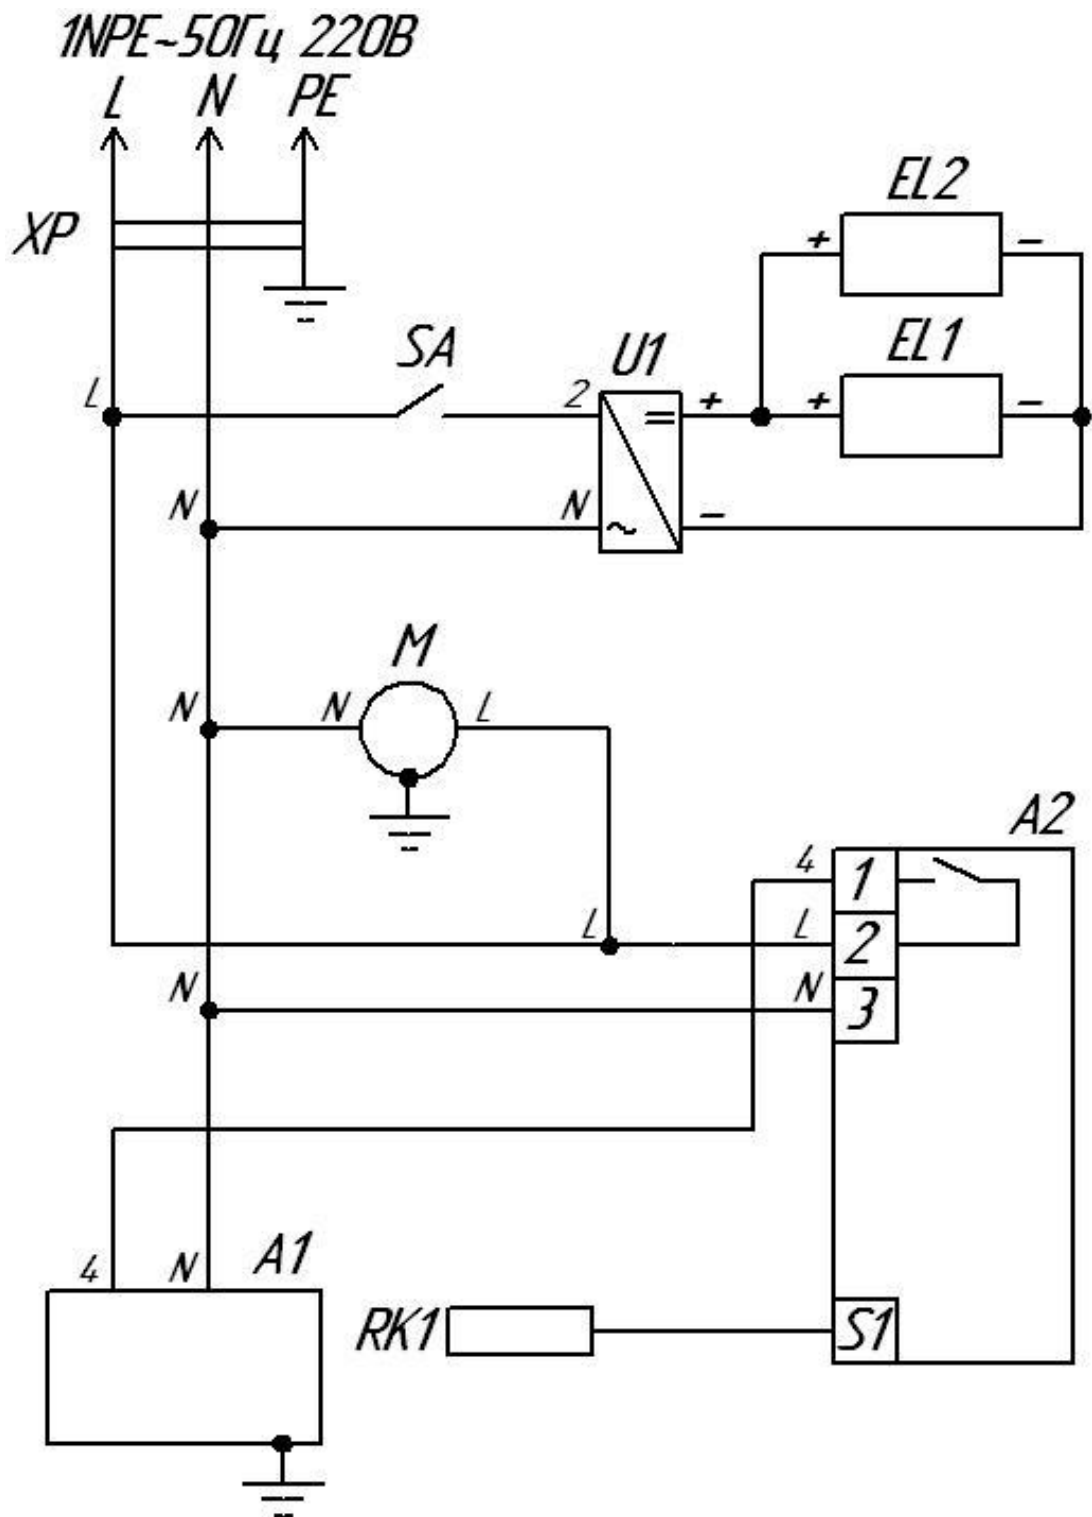 1NPE~50Гц 220В
L N PE
XP
EL2
+ -
SA U1 EL1
L 2 = + + -
N N ~ -
M
N N L
A2
4 1
L L 2
N N 3
4 N A1
RK1 S1